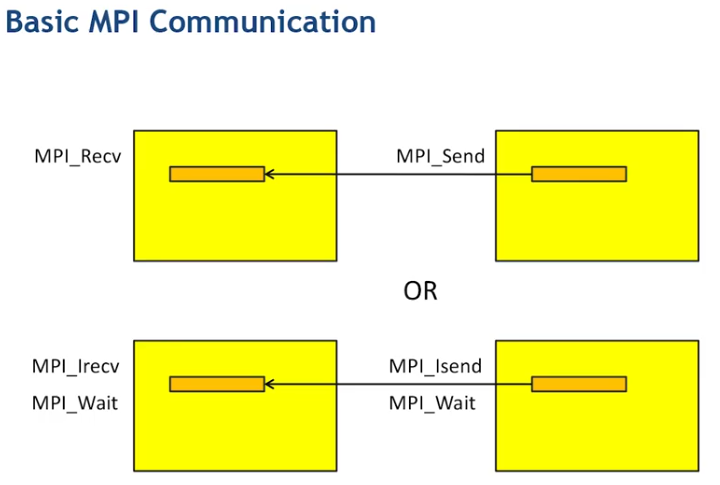 Basic MPI Communication
MPI_Recv
MPI_Send
OR
MPI_Irecv
MPI_Wait
MPI_Isend
MPI_Wait